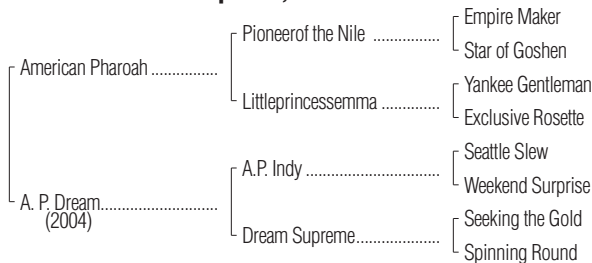 Empire Maker
Pioneerof the Nile ................
Star of Goshen
American Pharoah ................
Yankee Gentleman
Littleprincessemma ..............
Exclusive Rosette
Seattle Slew
A.P. Indy ................................
Weekend Surprise
A. P. Dream............................
(2004)
Seeking the Gold
Dream Supreme....................
Spinning Round